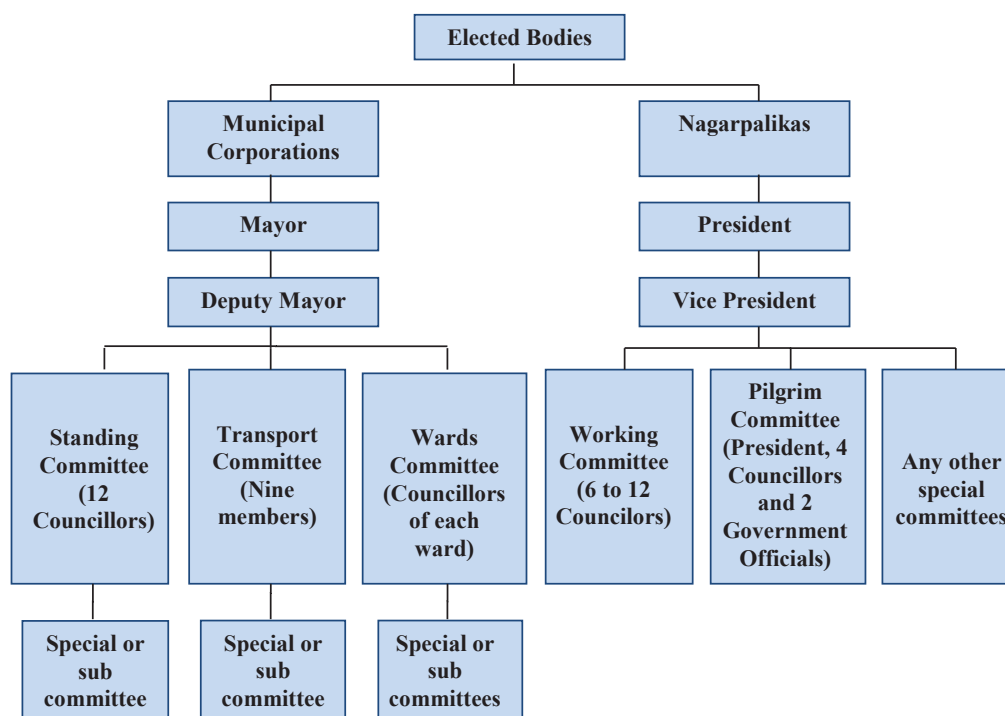 Elected Bodies
Municipal
Corporations
Nagarpalikas
Mayor
President
Deputy Mayor
Vice President
Standing
Committee
(12
Councillors)
Transport
Committee
(Nine
members)
Wards
Committee
(Councillors
of each
ward)
Working
Committee
(6 to 12
Councilors)
Pilgrim
Committee
(President, 4
Councillors
and 2
Government
Officials)
Any other
special
committees
Special or
sub
committee
Special or
sub
committee
Special or
sub
committees